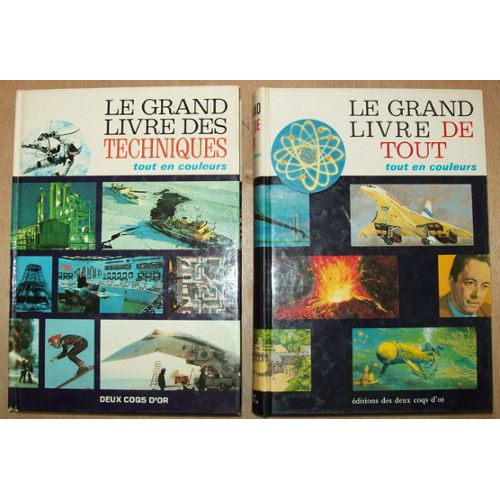 LE GRAND
LIVRE DES
TECHNIQUES
tout en couleurs
DEUX COQS D'OR
LE GRAND
LIVRE DE
TOUT
tout en couleurs
éditions des deux coqs d'or